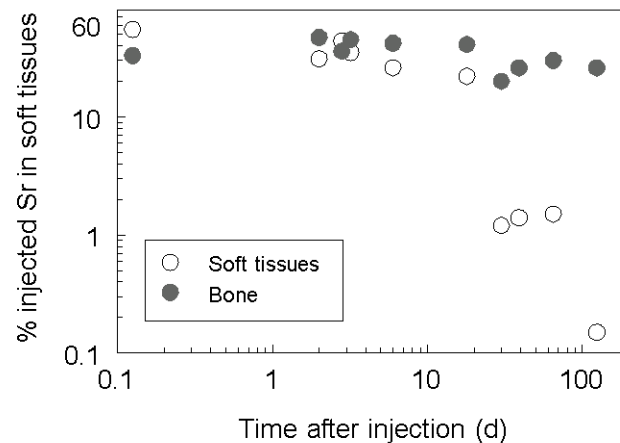 % injected Sr in soft tissues
60
10
1
0.1
Soft tissues
Bone
0.1
1
10
100
Time after injection (d)